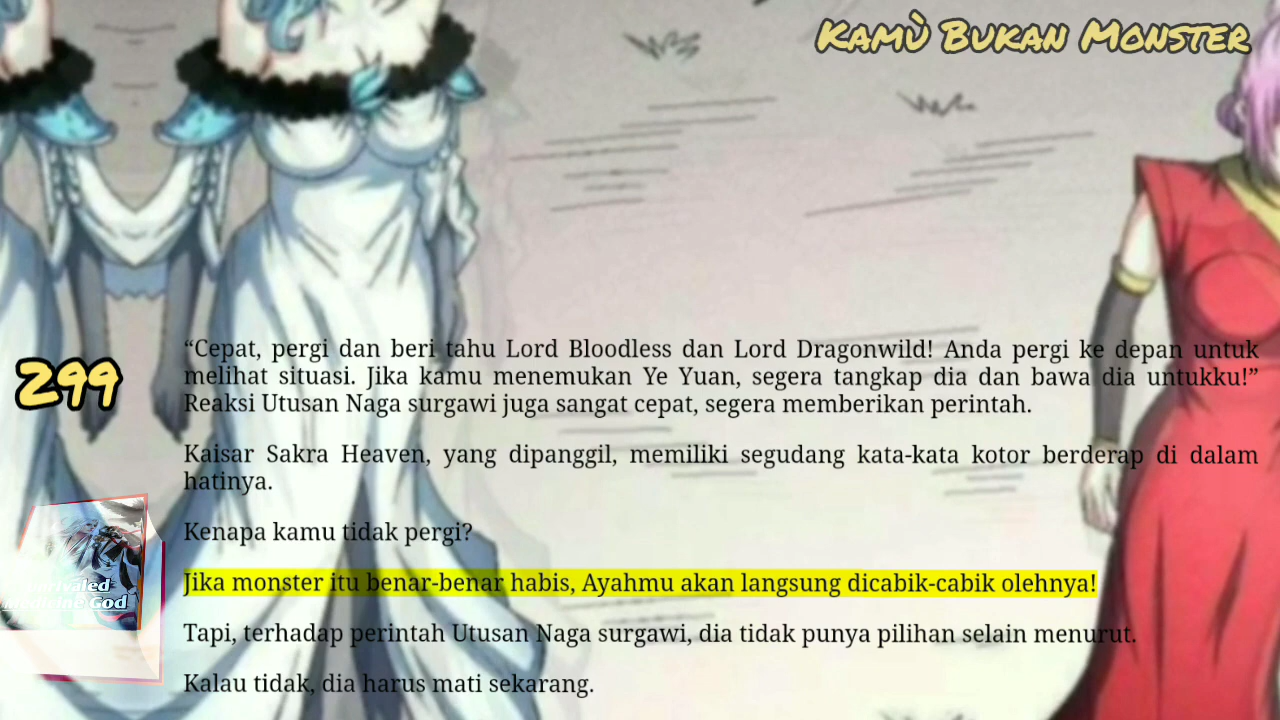 Kamù Bukan Monster
“Cepat, pergi dan beri tahu Lord Bloodless dan Lord Dragonwild! Anda pergi ke depan untuk
melihat situasi. Jika kamu menemukan Ye Yuan, segera tangkap dia dan bawa dia untukku!”
Reaksi Utusan Naga surgawi juga sangat cepat, segera memberikan perintah.
299
Kaisar Sakra Heaven, yang dipanggil, memiliki segudang kata-kata kotor berderap di dalam
hatinya.
Kenapa kamu tidak pergi?
Jika monster itu benar-benar habis, Ayahmu akan langsung dicabik-cabik olehnya!
Tapi, terhadap perintah Utusan Naga surgawi, dia tidak punya pilihan selain menurut.
Kalau tidak, dia harus mati sekarang.
Unrivaled
Medicine God